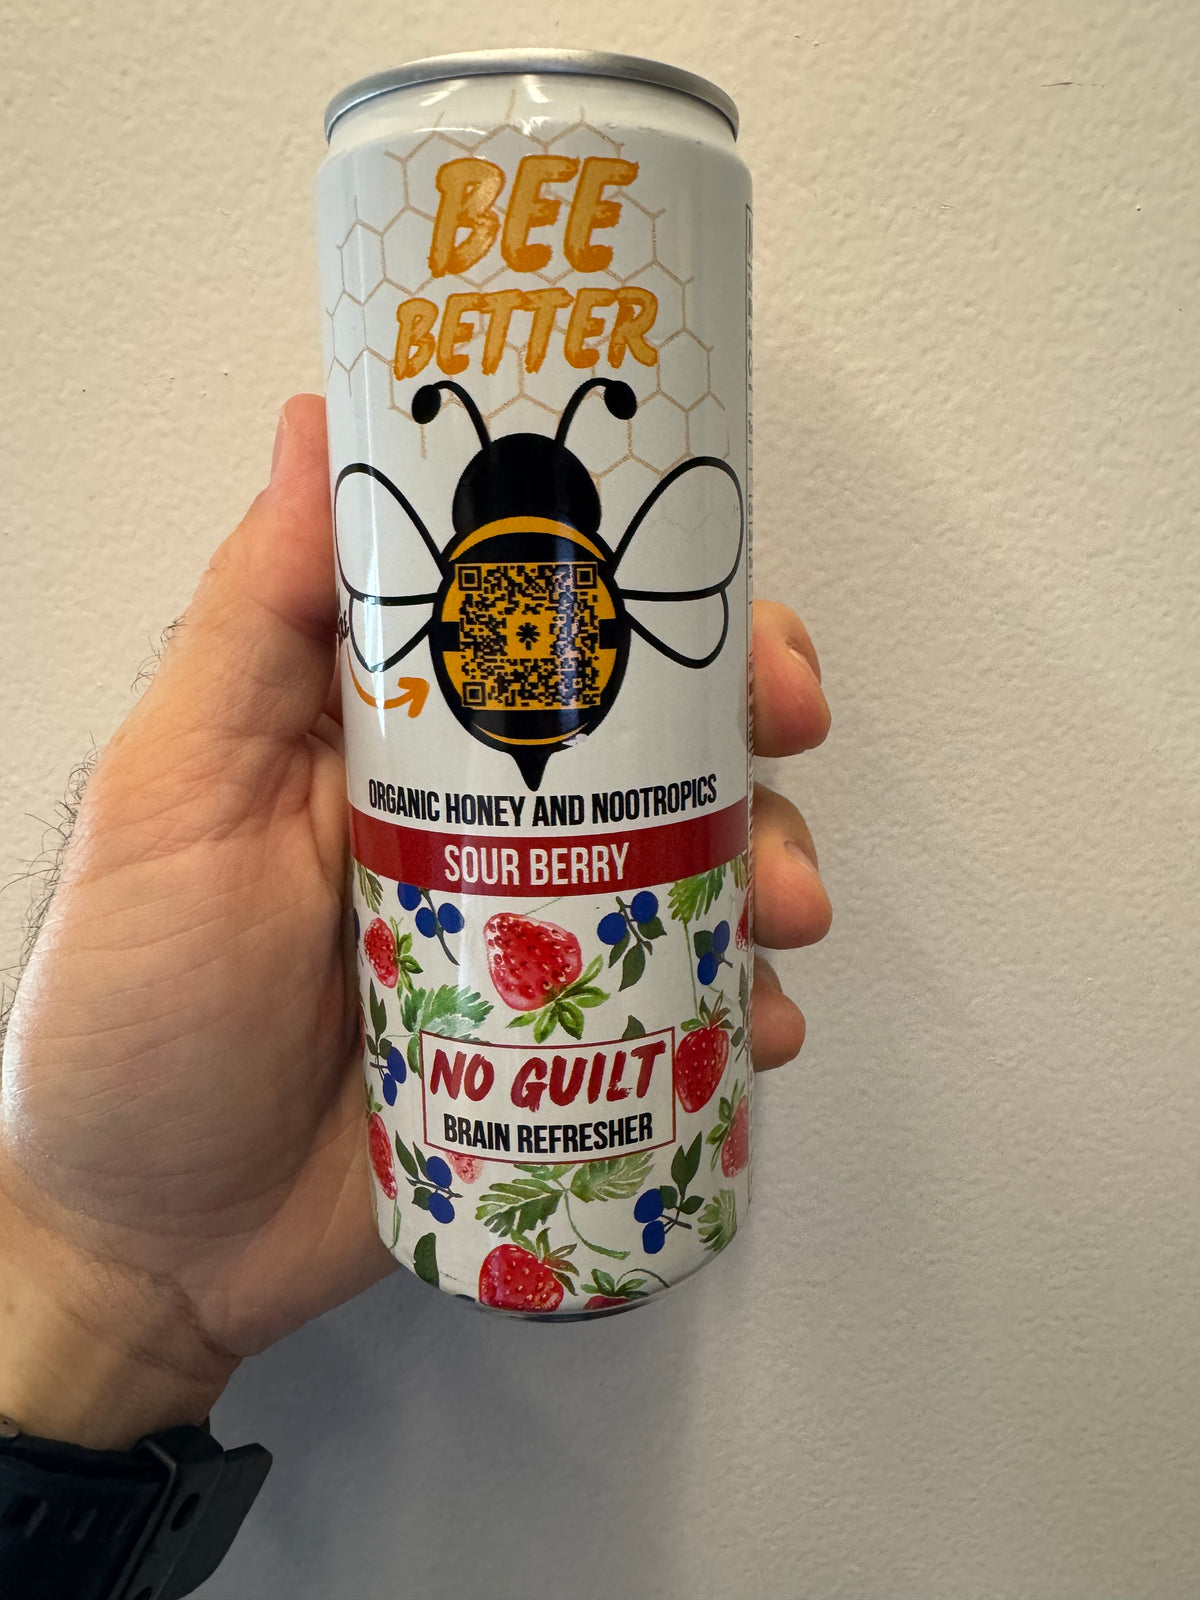 BEE
BETTER
ORGANIC HONEY AND NOOTROPICS
SOUR BERRY
NO GUILT
BRAIN REFRESHER